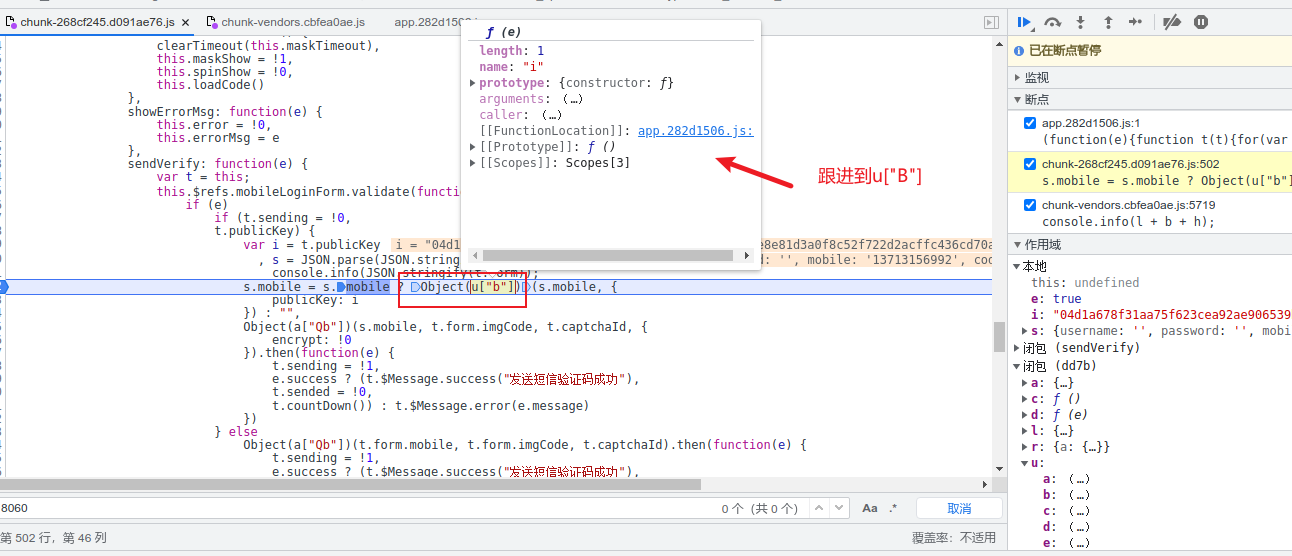 chunk-268cf245.d091ae76.js × chunk-vendors.cbfea0ae.js app.282d1506.j
clearTimeout(this.maskTimeout),
this.maskShow = !1,
this.spinShow = !0,
this.loadCode()
},
showErrorMsg: function(e) {
this.error = !0,
this.errorMsg = e
},
sendVerify: function(e) {
var t = this;
this.$refs.mobileLoginForm.validate(func
if (e)
if (t.sending = !0,
t.publicKey) {
var i = t.publicKey i = "04d1
e8e81d3a0f8c52f722d2acffc436cd70a
, s = JSON.parse(JSON.string
d: '', mobile: '13713156992', coo
console.info(JSON.stringify(t. orm));
s.mobile = s.mobile ? Object(u["b"])(s.mobile, {
publicKey: i
}) : "",
Object(a["Qb"])(s.mobile, t.form.imgCode, t.captchaId, {
encrypt: !0
}).then(function(e) {
t.sending = !1,
e.success ? (t.$Message.success("发送短信验证码成功"),
t.sended = !0,
t.countDown()) : t.$Message.error(e.message)
})
} else
Object(a["Qb"])(t.form.mobile, t.form.imgCode, t.captchaId).then(function(e) {
t.sending = !1,
e.success ? (t.$Message.success("发送短信验证码成功"),
ƒ (e)
length: 1
name: "i"
prototype: {constructor: ƒ}
arguments: (…)
caller: (…)
[[FunctionLocation]]: app.282d1506.js:
[[Prototype]]: ƒ ()
[[Scopes]]: Scopes[3]
跟进到u["B"]
8060
0 个（共 0 个） Aa .* 取消
第 502 行，第 46 列
覆盖率：不适用
已在断点暂停
监视
断点
app.282d1506.js:1
(function(e){function t(t){for(var
chunk-268cf245.d091ae76.js:502
s.mobile = s.mobile ? Object(u["b"]
chunk-vendors.cbfea0ae.js:5719
console.info(l + b + h);
作用域
本地
this: undefined
e: true
i: "04d1a678f31aa75f623cea92ae906539
s: {username: '', password: '', mobi
闭包 (sendVerify)
闭包 (dd7b)
a: {…}
c: ƒ ()
d: ƒ (e)
l: {…}
r: {a: {…}}
u:
a: (…)
b: (…)
c: (…)
d: (…)
e: (…)